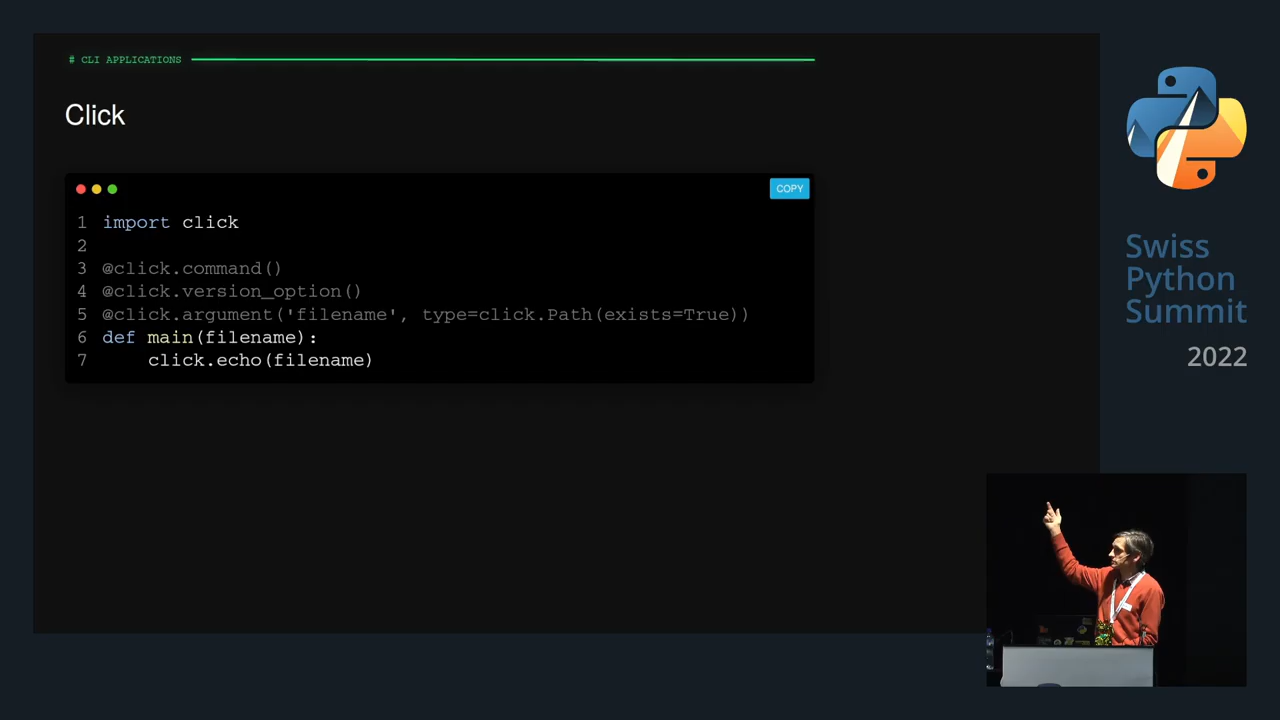 # CLI APPLICATIONS
Click
COPY
1 import click
2
3 @click.command()
4 @click.version_option()
5 @click.argument('filename', type=click.Path(exists=True))
6 def main(filename):
7     click.echo(filename)
Swiss
Python
Summit
2022